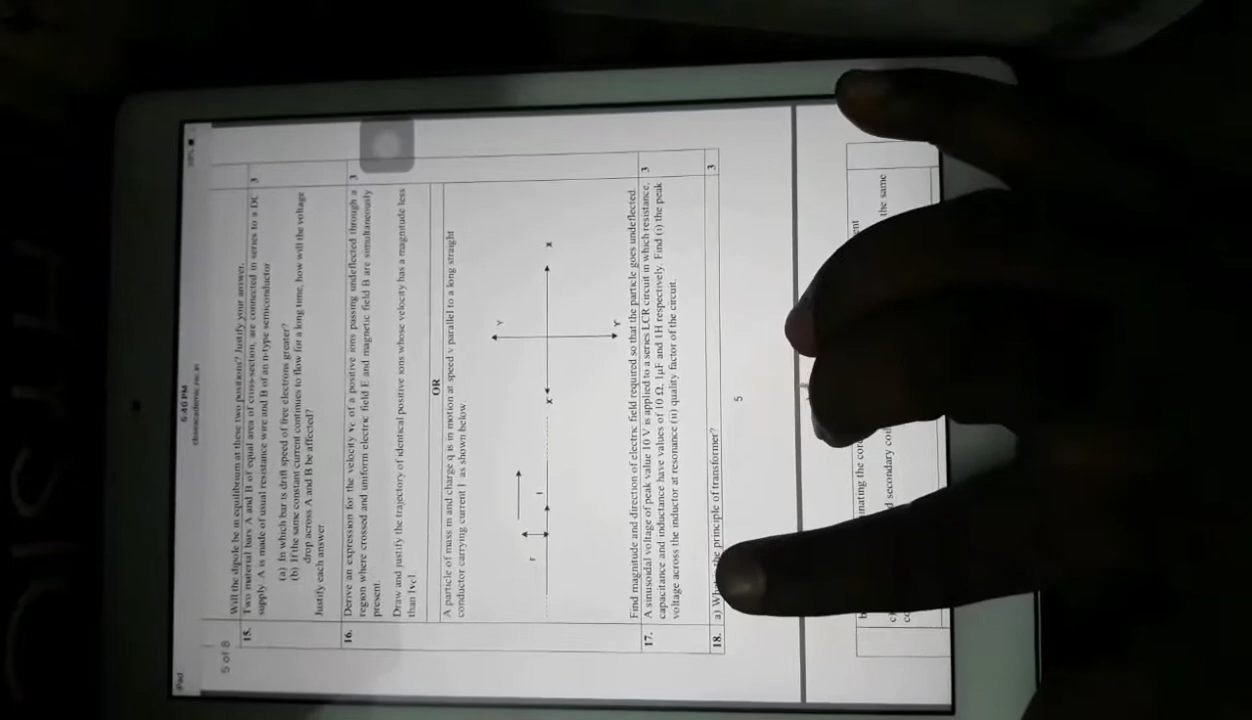 iPad
5:40 PM
cbseacademic.nic.in
5 of 8
Will the dipole be in equilibrium at these two positions? Justify your answer.
15. Two material bars A and B of equal area of cross-section, are connected in series to a DC 3
supply. A is made of usual resistance wire and B of an n-type semiconductor
(a) In which bar is drift speed of free electrons greater?
(b) If the same constant current continues to flow for a long time, how will the voltage
drop across A and B be affected?
Justify each answer
16. Derive an expression for the velocity vc of a positive ions passing undeflected through a 3
region where crossed and uniform electric field E and magnetic field B are simultaneously
present.
Draw and justify the trajectory of identical positive ions whose velocity has a magnitude less
than lvcl.
OR
A particle of mass m and charge q is in motion at speed v parallel to a long straight
conductor carrying current I as shown below.
Y
r
I
X' X
Y'
Find magnitude and direction of electric field required so that the particle goes undeflected.
17. A sinusoidal voltage of peak value 10 V is applied to a series LCR circuit in which resistance, 3
capacitance and inductance have values of 10 Ω, 1μF and 1H respectively. Find (i) the peak
voltage across the inductor at resonance (ii) quality factor of the circuit.
18. a) the principle of transformer? 3
5
the same
secondary